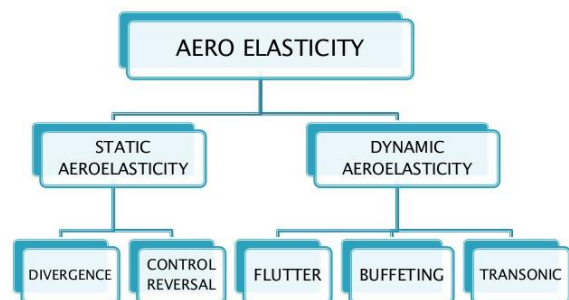 AERO ELASTICITY
STATIC
AEROELASTICITY
DYNAMIC
AEROELASTICITY
DIVERGENCE
CONTROL
REVERSAL
FLUTTER
BUFFETING
TRANSONIC